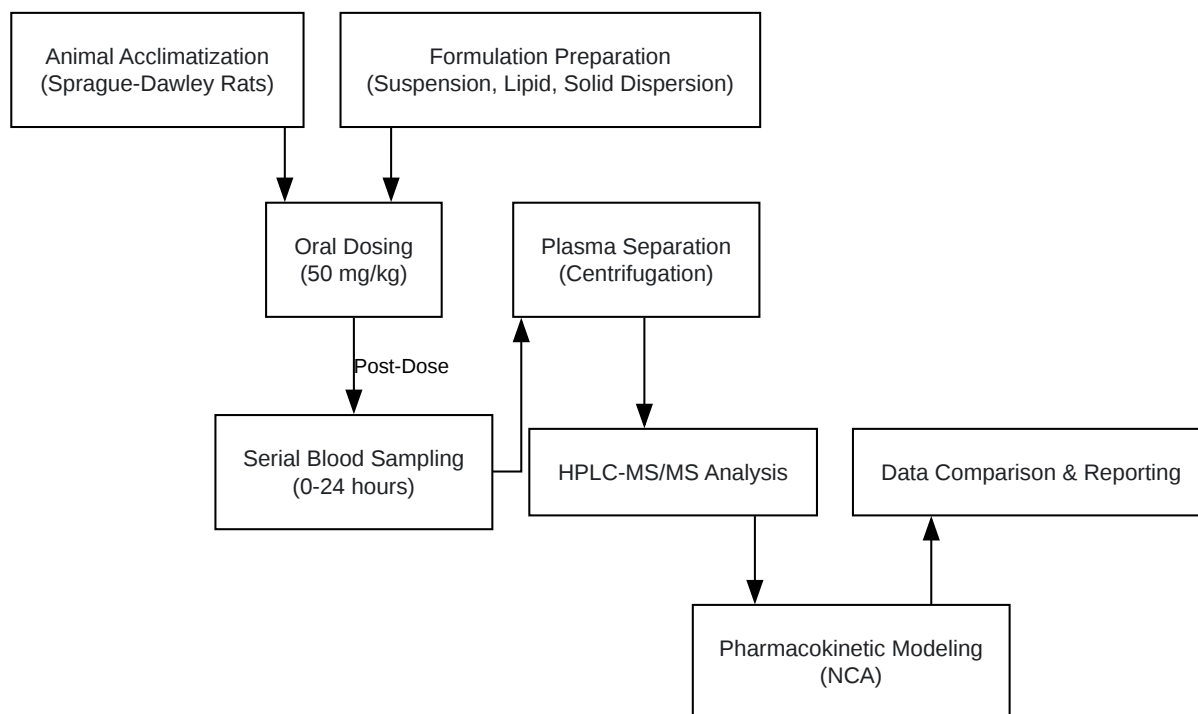 Animal Acclimatization
(Sprague-Dawley Rats)
Formulation Preparation
(Suspension, Lipid, Solid Dispersion)
Oral Dosing
(50 mg/kg)
Plasma Separation
(Centrifugation)
Post-Dose
Serial Blood Sampling
(0-24 hours)
HPLC-MS/MS Analysis
Data Comparison & Reporting
Pharmacokinetic Modeling
(NCA)